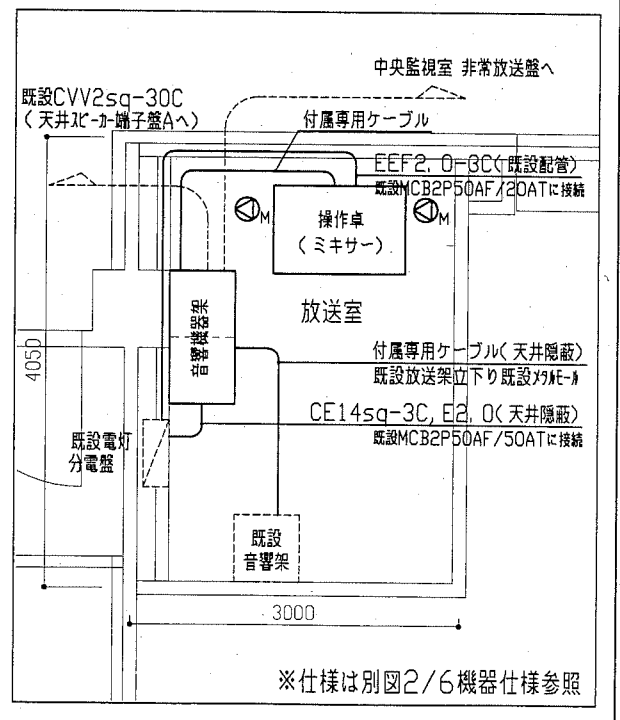 中央監視室 非常放送盤へ
既設CVV2sq-30C
(天井スピーカー端子盤Aへ)
付属専用ケーブル
EEF2.0-3C(既設配管)
既設MCB2P50AF/20ATに接続
M
操作卓
(ミキサー)
M
音響機器架
放送室
4050
付属専用ケーブル(天井隠蔽)
既設放送架立下り既設メタルモール
CE14sq-3C,E2.0(天井隠蔽)
既設MCB2P50AF/50ATに接続
既設電灯
分電盤
既設
音響架
3000
※仕様は別図2/6機器仕様参照